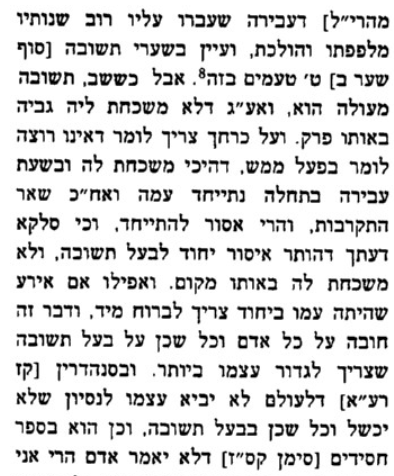 מהרי״ל] דעבירה שעברו עליו רוב שנותיו
מלפפתו והולכת, ועיין בשערי תשובה [סוף
שער ב] ט׳ טעמים בזה8. אבל כששב, תשובה
מעולה הוא, ואע״ג דלא משכחת ליה גביה
באותו פרק. ועל כרחך צריך לומר דאינו רוצה
לומר בפעל ממש, דהיכי משכחת לה ובשעת
עבירה בתחלה נתייחד עמה ואח״כ שאר
התקרבות, והרי אסור להתייחד, וכי סלקא
דעתך דהותר איסור יחוד לבעל תשובה, ולא
משכחת לה באותו מקום. ואפילו אם אירע
שהיתה עמו ביחוד צריך לברוח מיד, ודבר זה
חובה על כל אדם וכל שכן על בעל תשובה
שצריך לגדור עצמו ביותר. ובסנהדרין [קז
רע״א] דלעולם לא יביא עצמו לנסיון שלא
יכשל וכל שכן בבעל תשובה, וכן הוא בספר
חסידים [סימן קס״ז] דלא יאמר אדם הרי אני